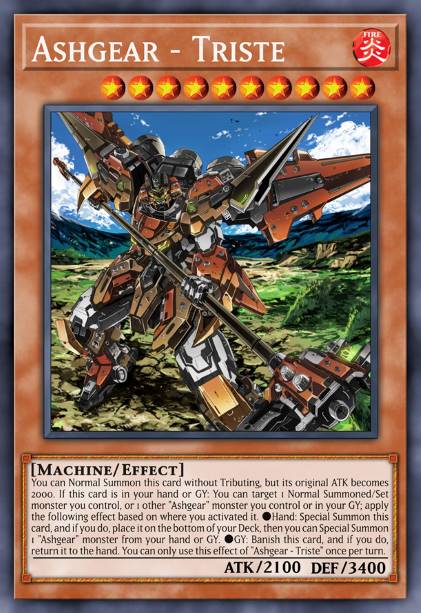 Ashgear - Triste
FIRE
炎
[Machine/Effect]
You can Normal Summon this card without Tributing, but its original ATK becomes
2000. If this card is in your hand or GY: You can target 1 Normal Summoned/Set
monster you control, or 1 other "Ashgear" monster you control or in your GY; apply
the following effect based on where you activated it. ●Hand: Special Summon this
card, and if you do, place it on the bottom of your Deck, then you can Special Summon
1 "Ashgear" monster from your hand or GY. ●GY: Banish this card, and if you do,
return it to the hand. You can only use this effect of "Ashgear - Triste" once per turn.
ATK/2100 DEF/3400